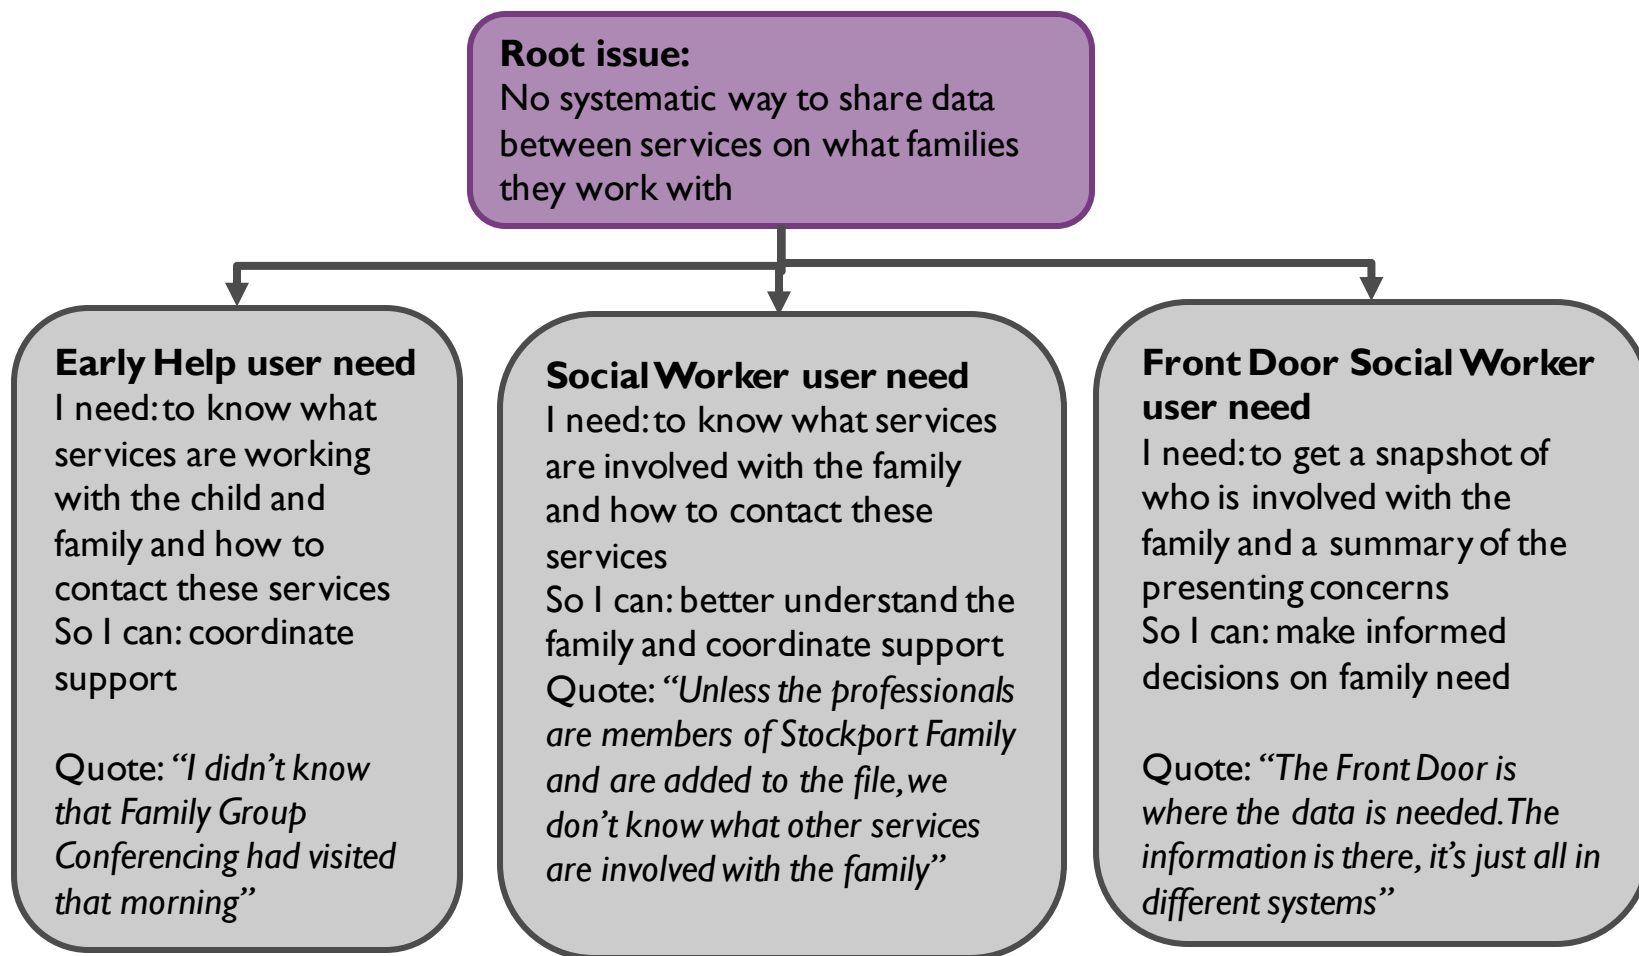 Root issue:
No systematic way to share data
between services on what families
they work with
Early Help user need
I need: to know what
services are working
with the child and
family and how to
contact these services
So I can: coordinate
support
Quote: “I didn’t know
that Family Group
Conferencing had visited
that morning”
Social Worker user need
I need: to know what services
are involved with the family
and how to contact these
services
So I can: better understand the
family and coordinate support
Quote: “Unless the professionals
are members of Stockport Family
and are added to the file, we
don’t know what other services
are involved with the family”
Front Door Social Worker
user need
I need: to get a snapshot of
who is involved with the
family and a summary of the
presenting concerns
So I can: make informed
decisions on family need
Quote: “The Front Door is
where the data is needed. The
information is there, it’s just all in
different systems”